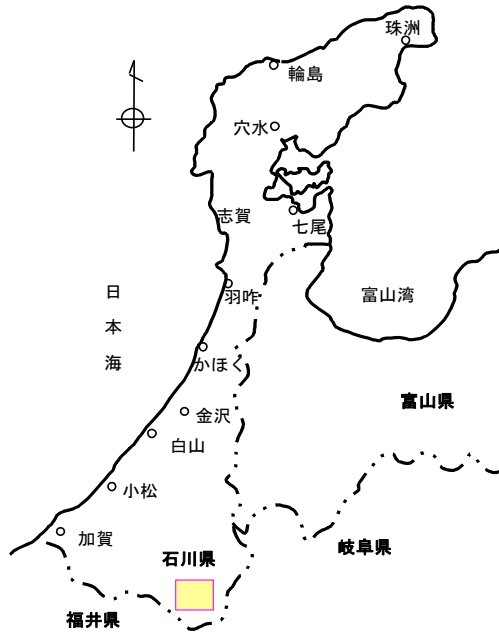 珠洲
輪島
穴水
志賀
七尾
羽咋
富山湾
日本海
かほく
富山県
金沢
白山
小松
加賀
岐阜県
石川県
福井県